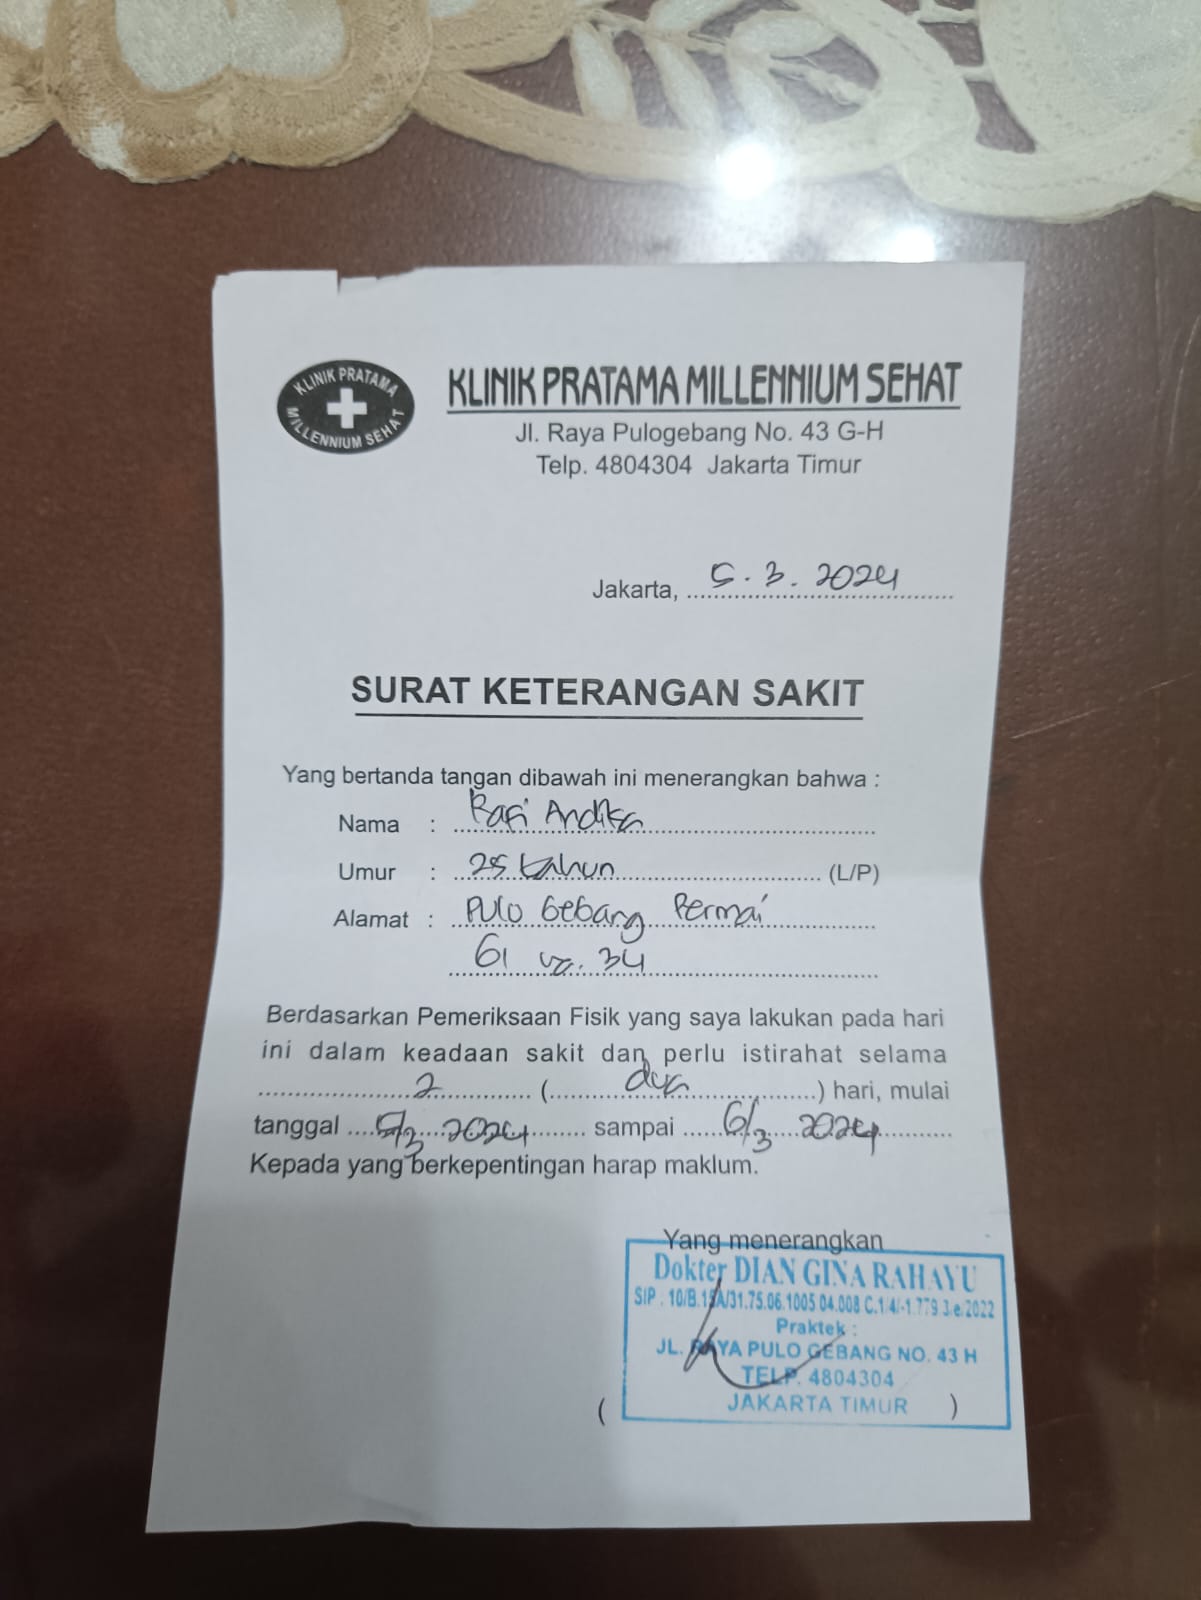 KLINIK PRATAMA
MILLENNIUM SEHAT
KLINIK PRATAMA MILLENNIUM SEHAT
Jl. Raya Pulogebang No. 43 G-H
Telp. 4804304 Jakarta Timur
Jakarta, 5.3.2024
SURAT KETERANGAN SAKIT
Yang bertanda tangan dibawah ini menerangkan bahwa :
Nama : Rafi Andika
Umur : 25 tahun (L/P)
Alamat : Pulo Gebang Permai
34
Berdasarkan Pemeriksaan Fisik yang saya lakukan pada hari
ini dalam keadaan sakit dan perlu istirahat selama
2 ( dua ) hari, mulai
tanggal 5/3 2024 sampai 6/3 2024
Kepada yang berkepentingan harap maklum.
Yang menerangkan
Dokter DIAN GINA RAHAYU
SIP : 10/B.15A/31.75.06.1005.04.008 C.1/4/-1.779.3/e/2022
Praktek :
JL. RAYA PULO GEBANG NO. 43 H
TELP. 4804304
JAKARTA TIMUR
( )